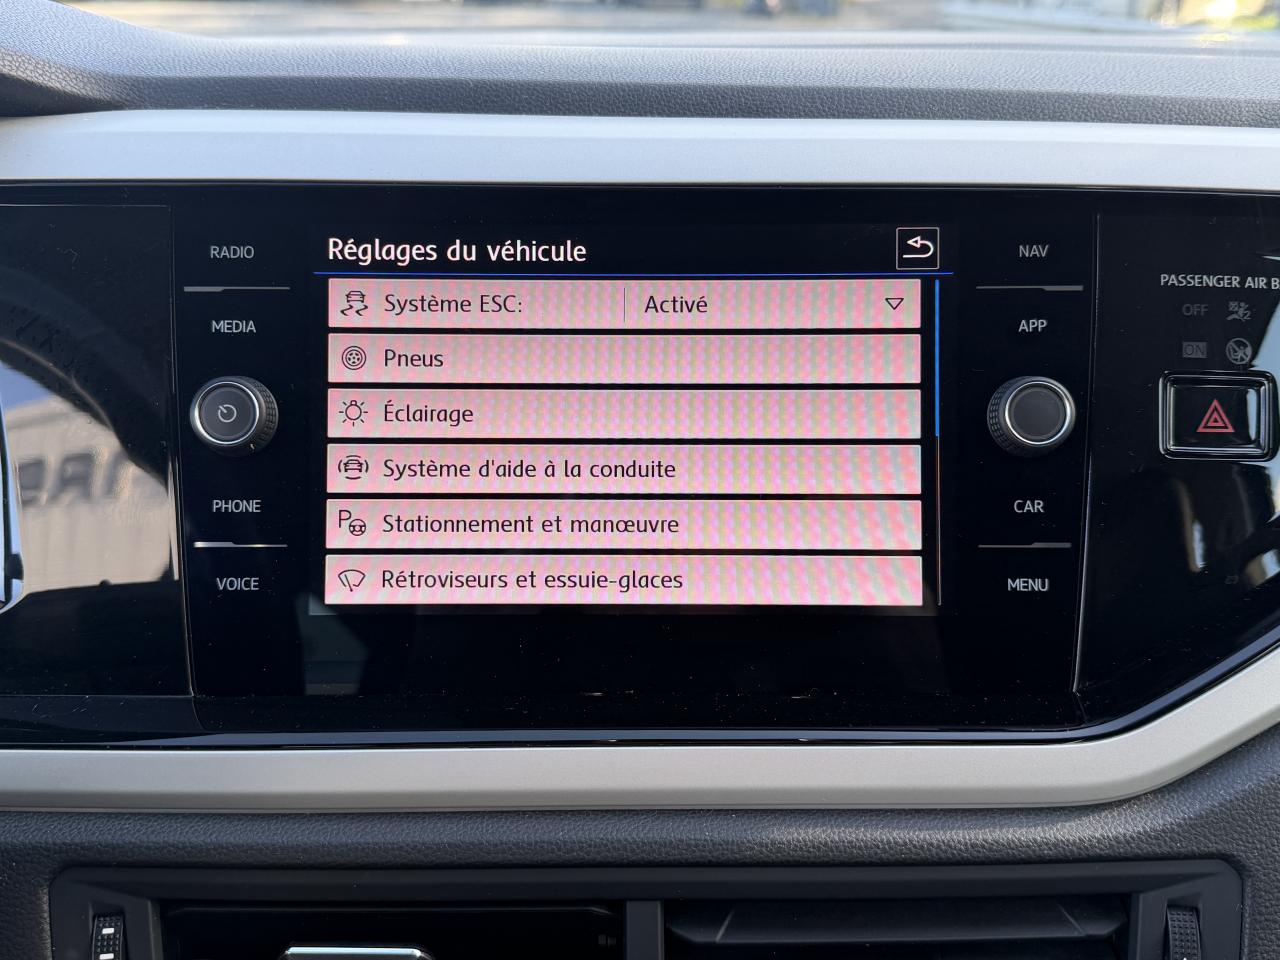 RADIO
MEDIA
PHONE
VOICE
Réglages du véhicule
Système ESC: Activé
Pneus
Éclairage
Système d'aide à la conduite
Stationnement et manœuvre
Rétroviseurs et essuie-glaces
NAV
APP
CAR
MENU
PASSENGER AIR B
OFF
ON